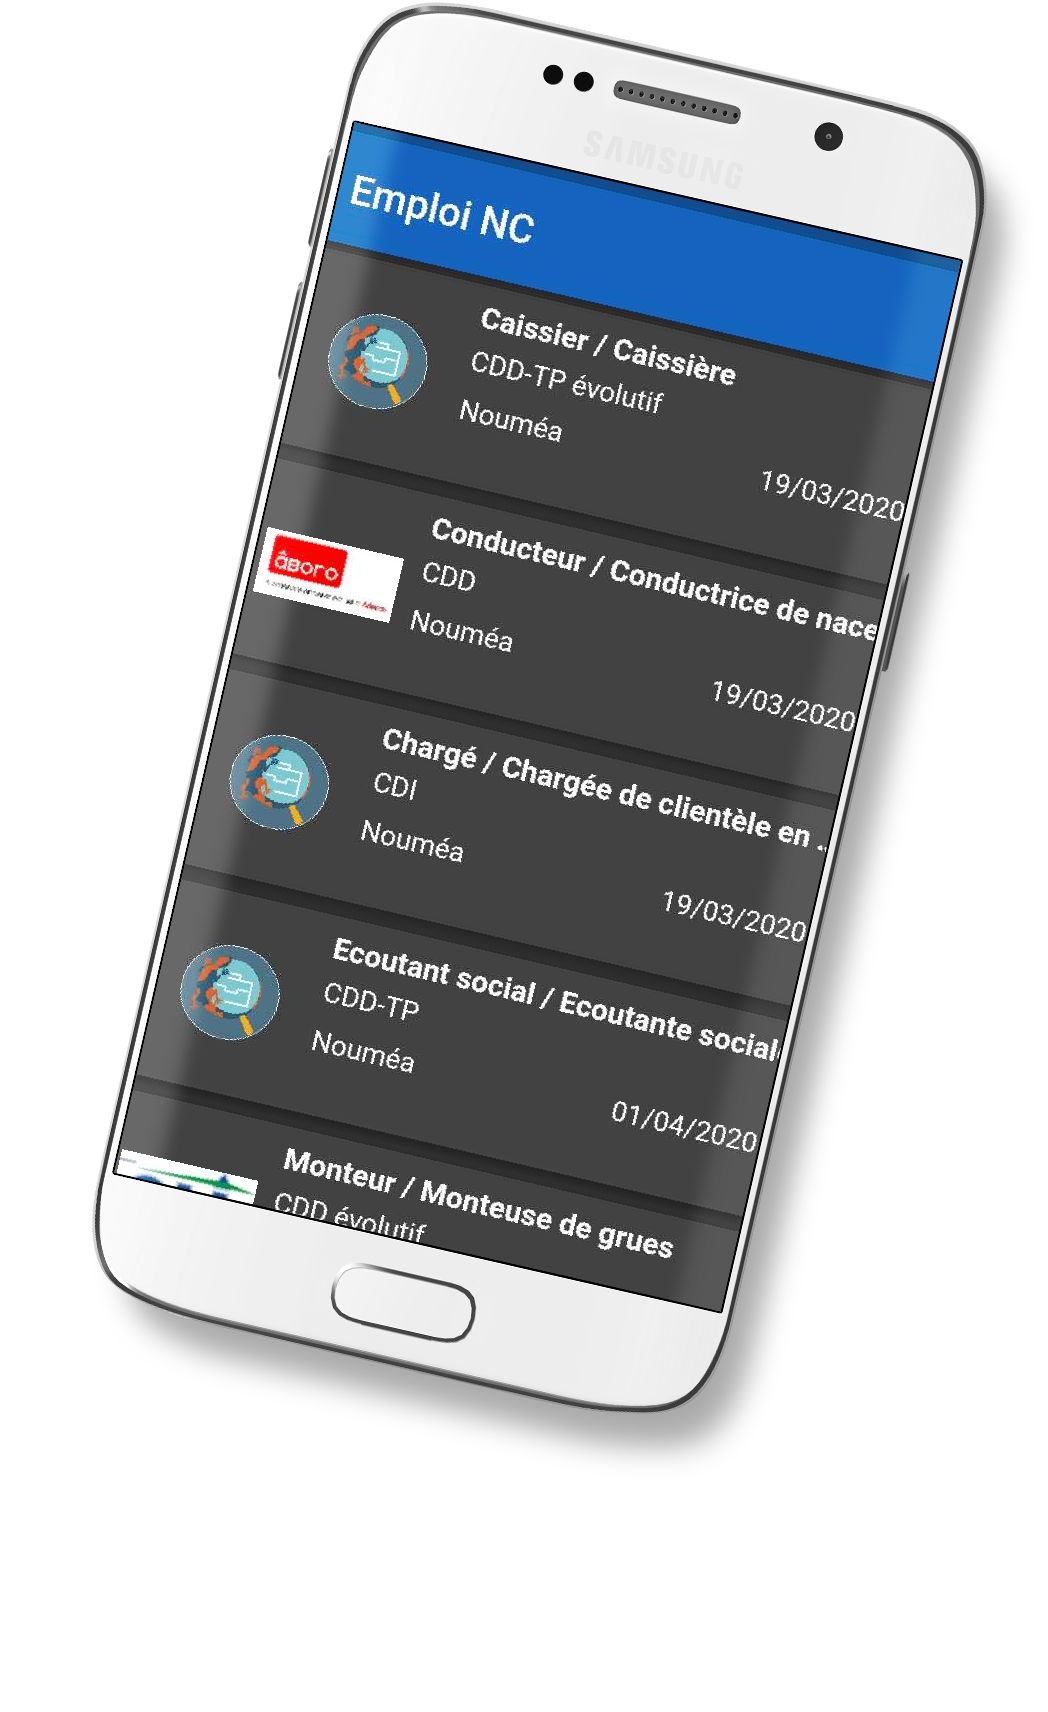 SAMSUNG
Emploi NC
Caissier / Caissière
CDD-TP évolutif
Nouméa
19/03/2020
âboro
Conducteur / Conductrice de nace
CDD
Nouméa
19/03/2020
Chargé / Chargée de clientèle en ..
CDI
Nouméa
19/03/2020
Ecoutant social / Ecoutante social
CDD-TP
Nouméa
01/04/2020
Monteur / Monteuse de grues
CDD évolutif